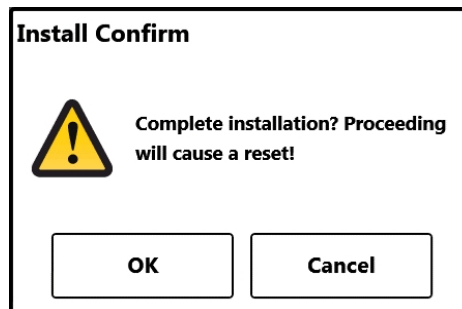 Install Confirm
Complete installation? Proceeding
will cause a reset!
OK
Cancel